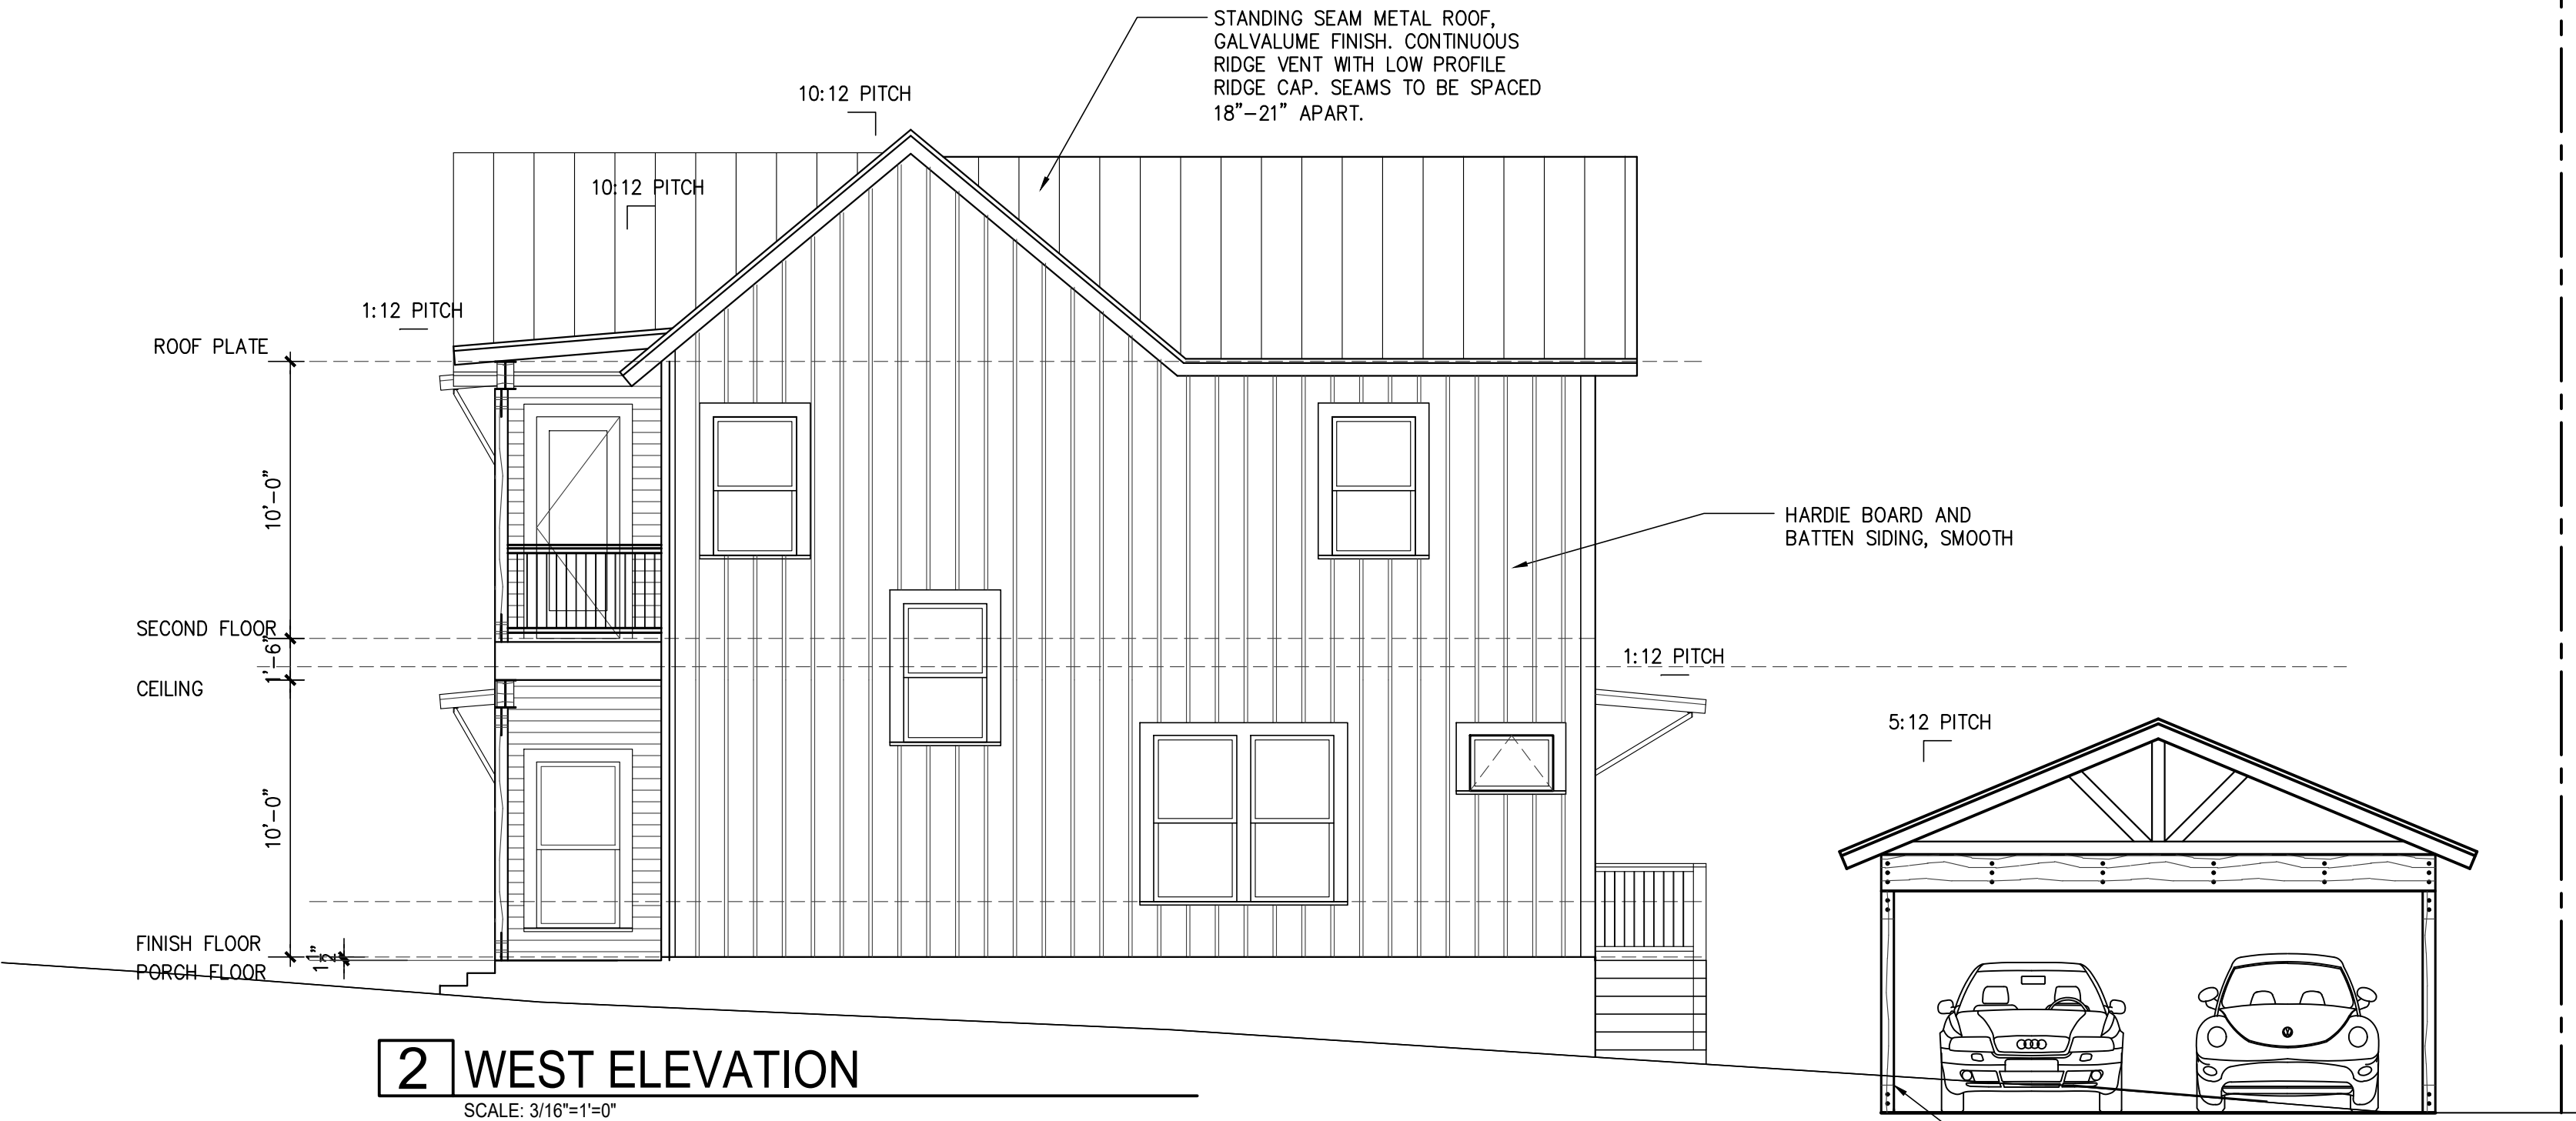 STANDING SEAM METAL ROOF,
GALVALUME FINISH. CONTINUOUS
RIDGE VENT WITH LOW PROFILE
RIDGE CAP. SEAMS TO BE SPACED
18"-21" APART.
10:12 PITCH
10:12 PITCH
1:12 PITCH
ROOF PLATE
10'-0"
HARDIE BOARD AND
BATTEN SIDING, SMOOTH
SECOND FLOOR
1'-6"
1:12 PITCH
CEILING
5:12 PITCH
10'-0"
FINISH FLOOR
1 1/2"
PORCH FLOOR
2 WEST ELEVATION
SCALE: 3/16"=1'=0"